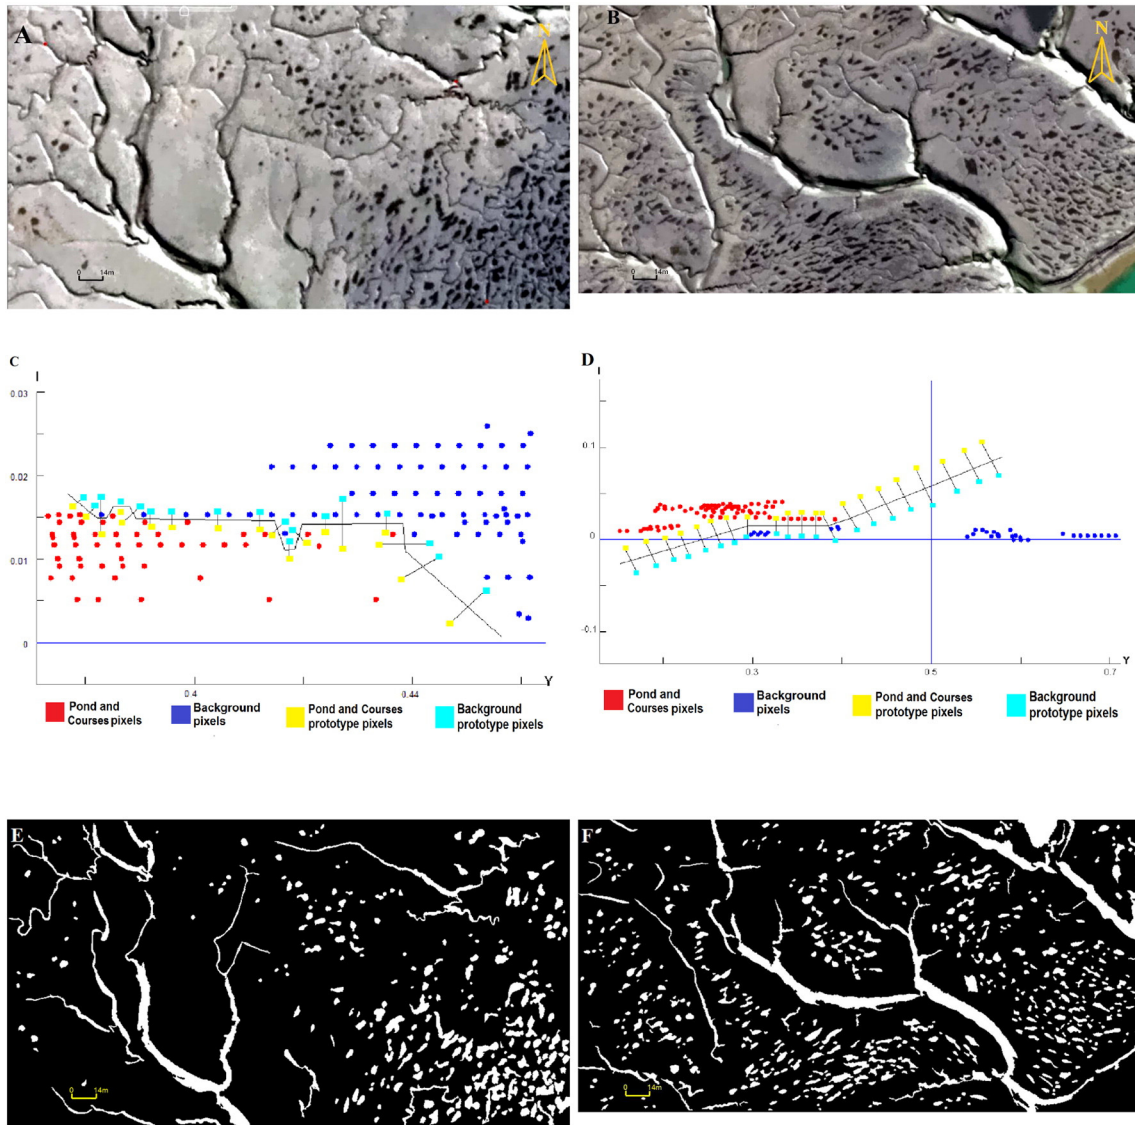 A
N
0 14m
B
N
0 14m
C
I
0.03
0.02
0.01
0
0.4
0.44
Y
Pond and
Courses pixels
Background
pixels
Pond and Courses
prototype pixels
Background
prototype pixels
D
I
0.1
0
-0.1
0.3
0.5
0.7
Y
Pond and
Courses pixels
Background
pixels
Pond and Courses
prototype pixels
Background
prototype pixels
E
0 14m
F
0 14m